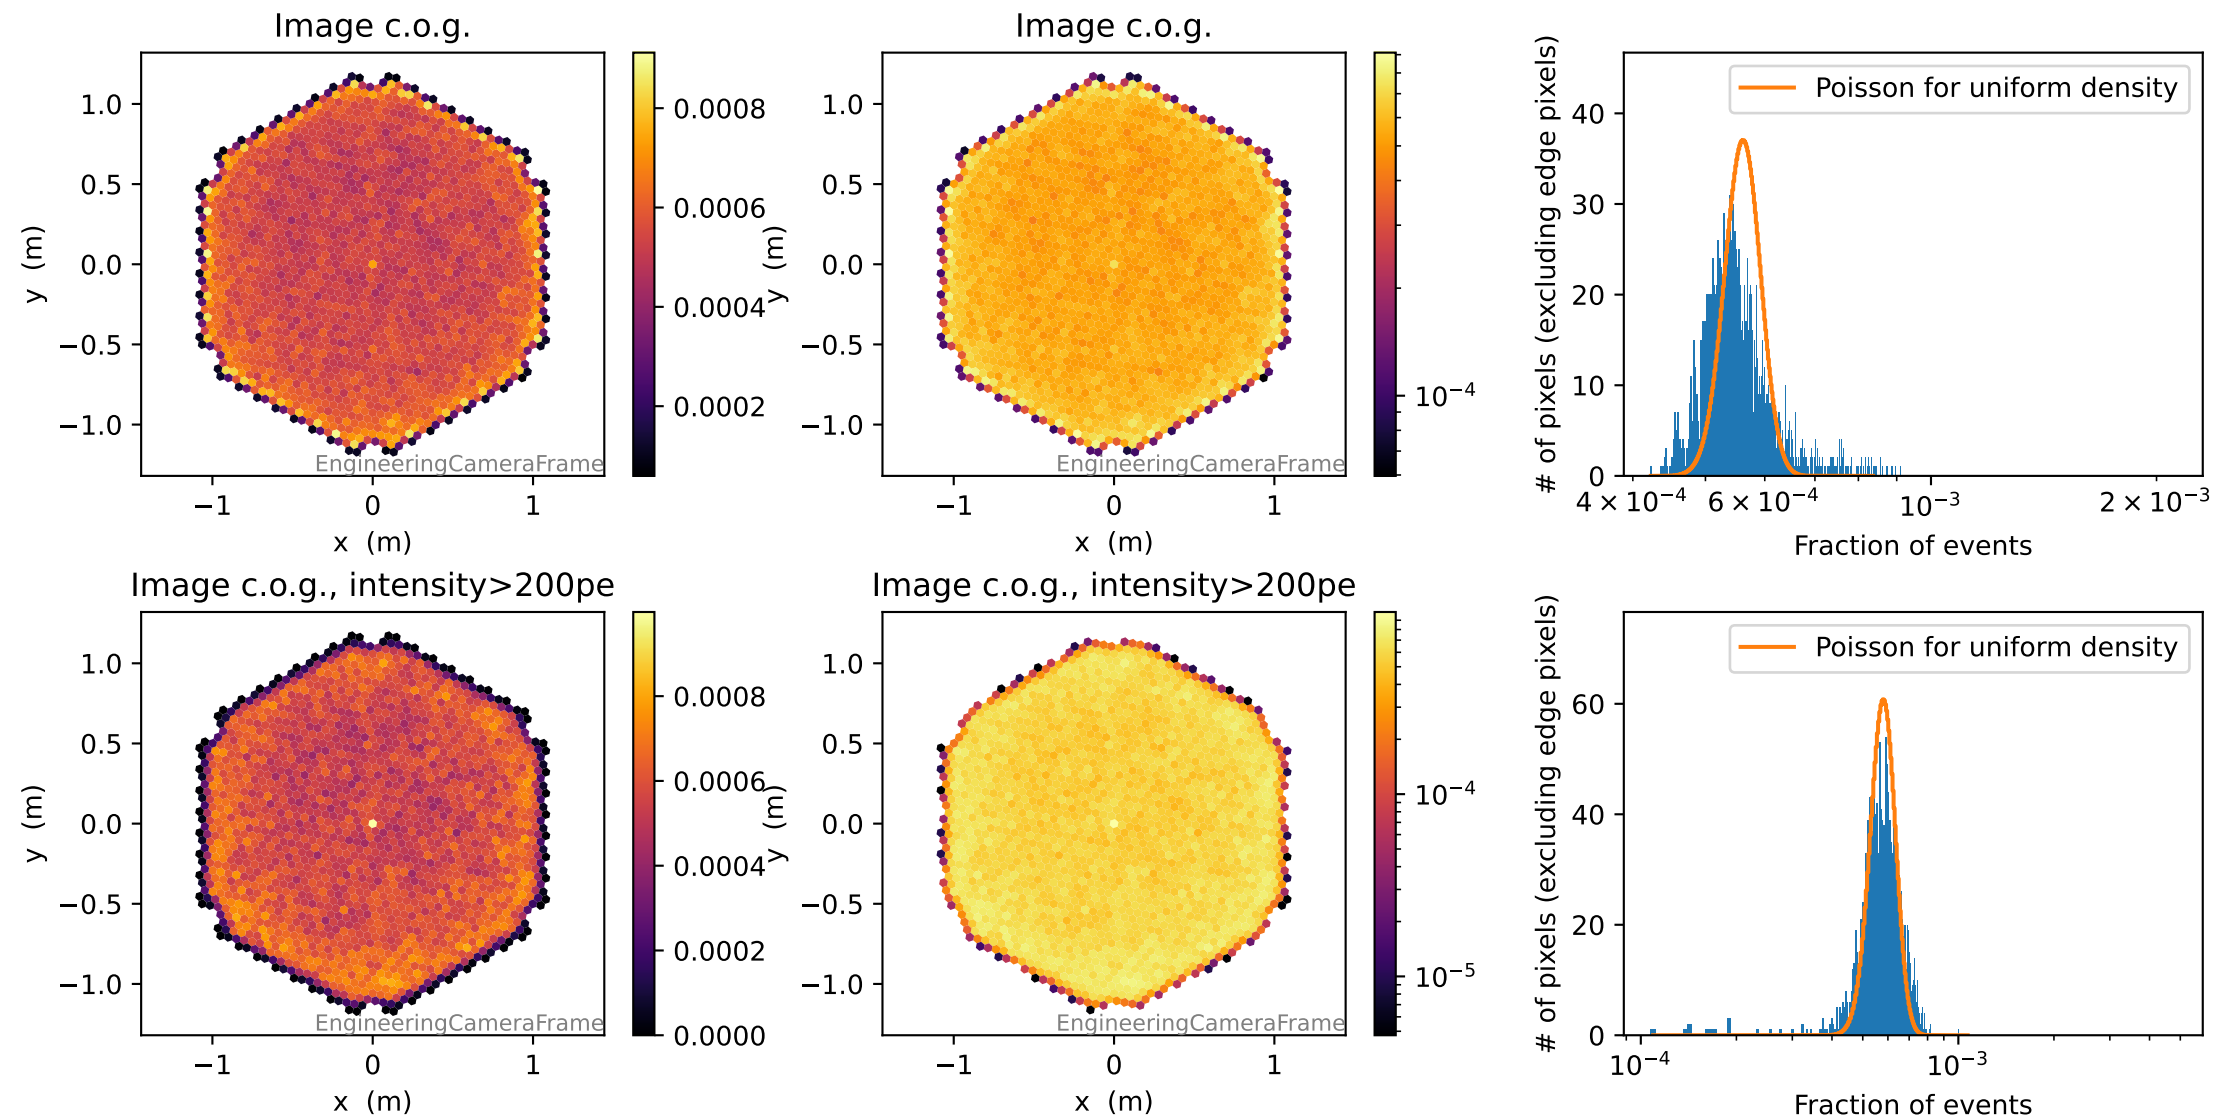 Image c.o.g.
1.0
0.5
0.0
−0.5
−1.0
y (m)
−1
0
1
x (m)
EngineeringCameraFrame
0.0008
0.0006
0.0004
0.0002
Image c.o.g.
1.0
0.5
0.0
−0.5
−1.0
y (m)
−1
0
1
x (m)
EngineeringCameraFrame
10⁻⁴
Poisson for uniform density
# of pixels (excluding edge pixels)
40
30
20
10
0
4 × 10⁻⁴
6 × 10⁻⁴
10⁻³
2 × 10⁻³
Fraction of events
Image c.o.g., intensity>200pe
1.0
0.5
0.0
−0.5
−1.0
y (m)
−1
0
1
x (m)
EngineeringCameraFrame
0.0008
0.0006
0.0004
0.0002
0.0000
Image c.o.g., intensity>200pe
1.0
0.5
0.0
−0.5
−1.0
y (m)
−1
0
1
x (m)
EngineeringCameraFrame
10⁻⁴
10⁻⁵
Poisson for uniform density
# of pixels (excluding edge pixels)
60
40
20
0
10⁻⁴
10⁻³
Fraction of events